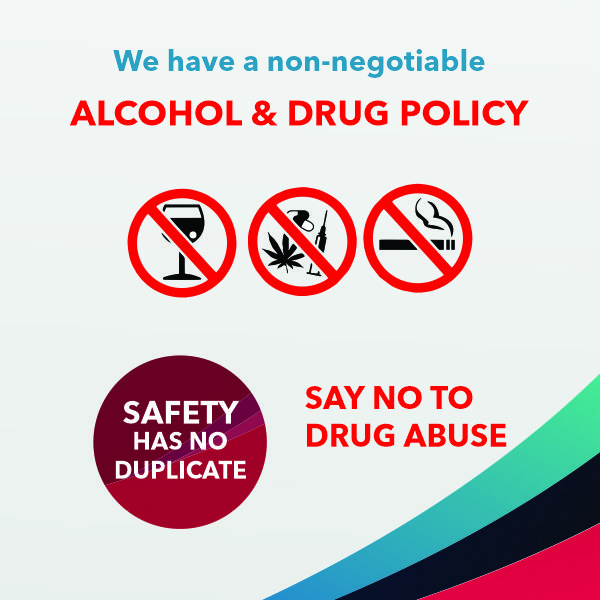 We have a non-negotiable
ALCOHOL & DRUG POLICY
SAFETY
HAS NO
DUPLICATE
SAY NO TO
DRUG ABUSE